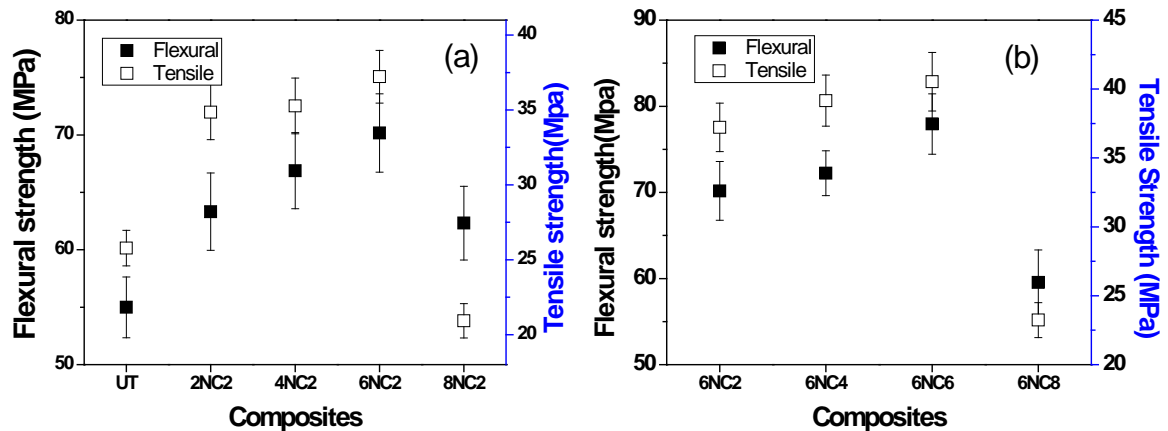 Flexural strength (MPa)
80
70
60
50
Flexural
Tensile
(a)
40
35
30
25
20
Tensile strength(Mpa)
UT 2NC2 4NC2 6NC2 8NC2
Composites
Flexural strength(Mpa)
90
80
70
60
50
Flexural
Tensile
(b)
45
40
35
30
25
20
Tensile Strength (MPa)
6NC2 6NC4 6NC6 6NC8
Composites